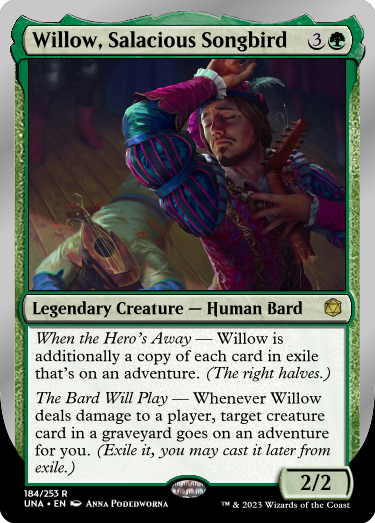 Willow, Salacious Songbird 3
Legendary Creature — Human Bard
When the Hero's Away — Willow is
additionally a copy of each card in exile
that's on an adventure. (The right halves.)
The Bard Will Play — Whenever Willow
deals damage to a player, target creature
card in a graveyard goes on an adventure
for you. (Exile it, you may cast it later from
exile.)
2/2
184/253 R
UNA • EN Anna Podedworna
™ & © 2023 Wizards of the Coast